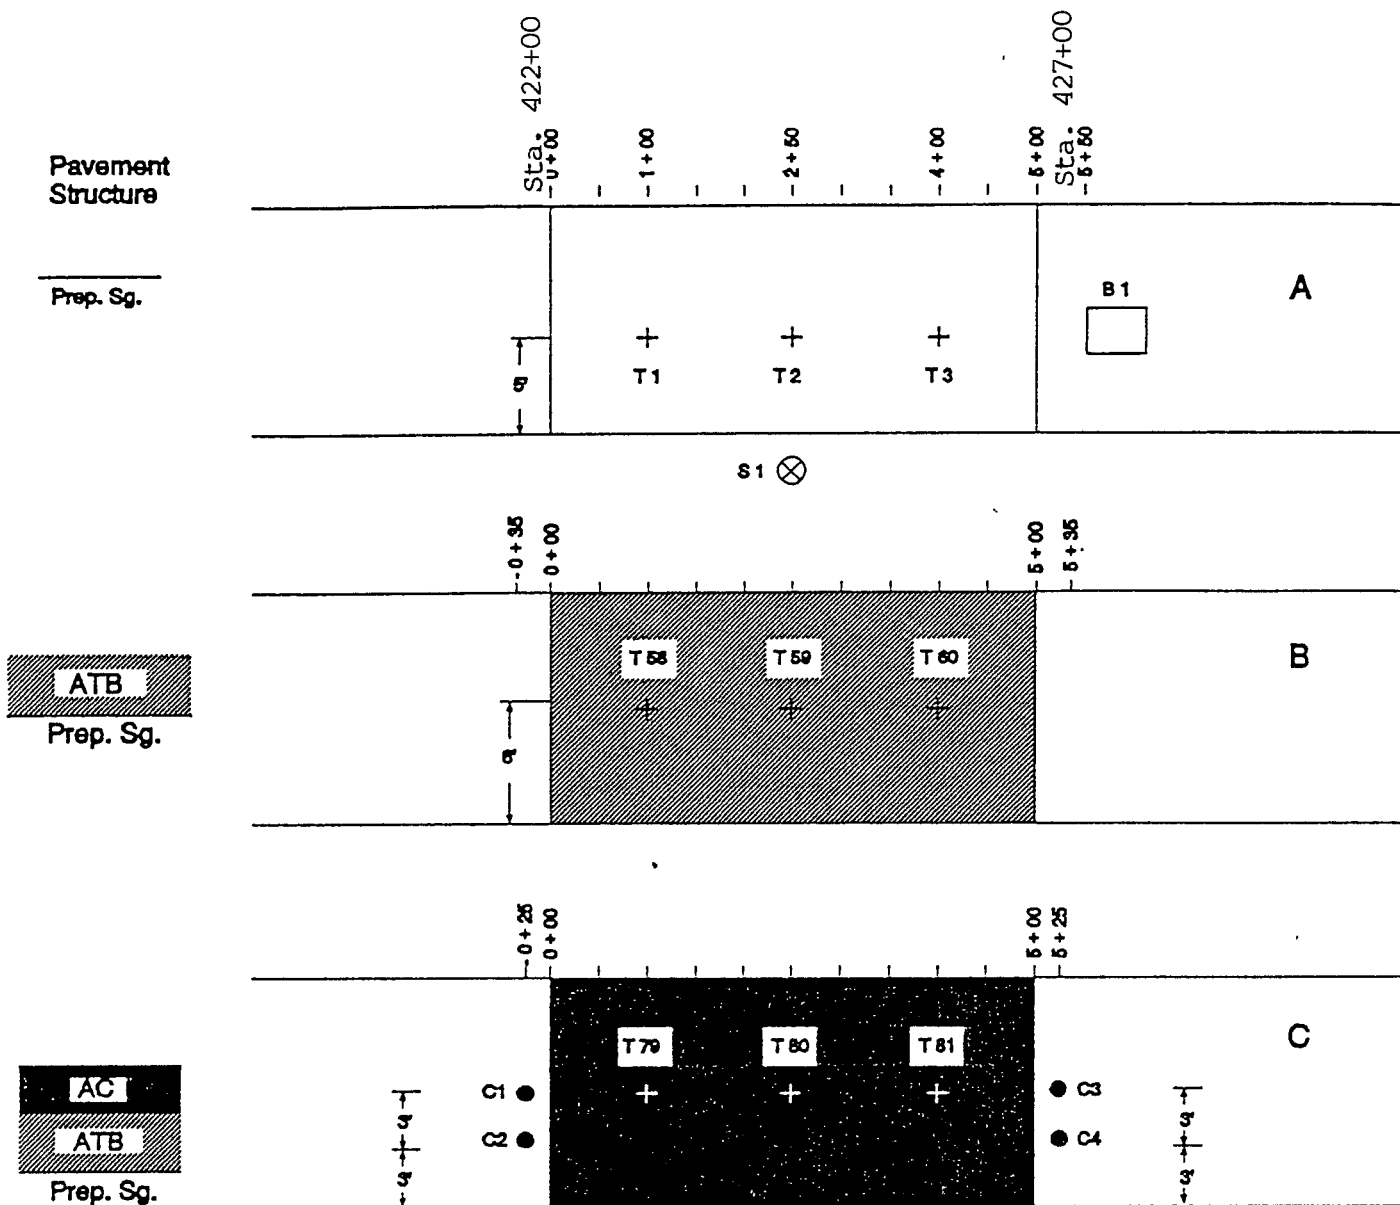 Sta. 422+00
Sta. 427+00
0+00
1+00
2+50
4+00
5+00
5+50
Pavement
Structure
Prep. Sg.
A
B1
T1
T2
T3
S1
-0+35
0+00
5+00
5+35
B
T58
T59
T60
ATB
Prep. Sg.
-0+25
0+00
5+00
5+25
C
T79
T80
T81
C1
C2
C3
C4
3'
3'
3'
3'
AC
ATB
Prep. Sg.